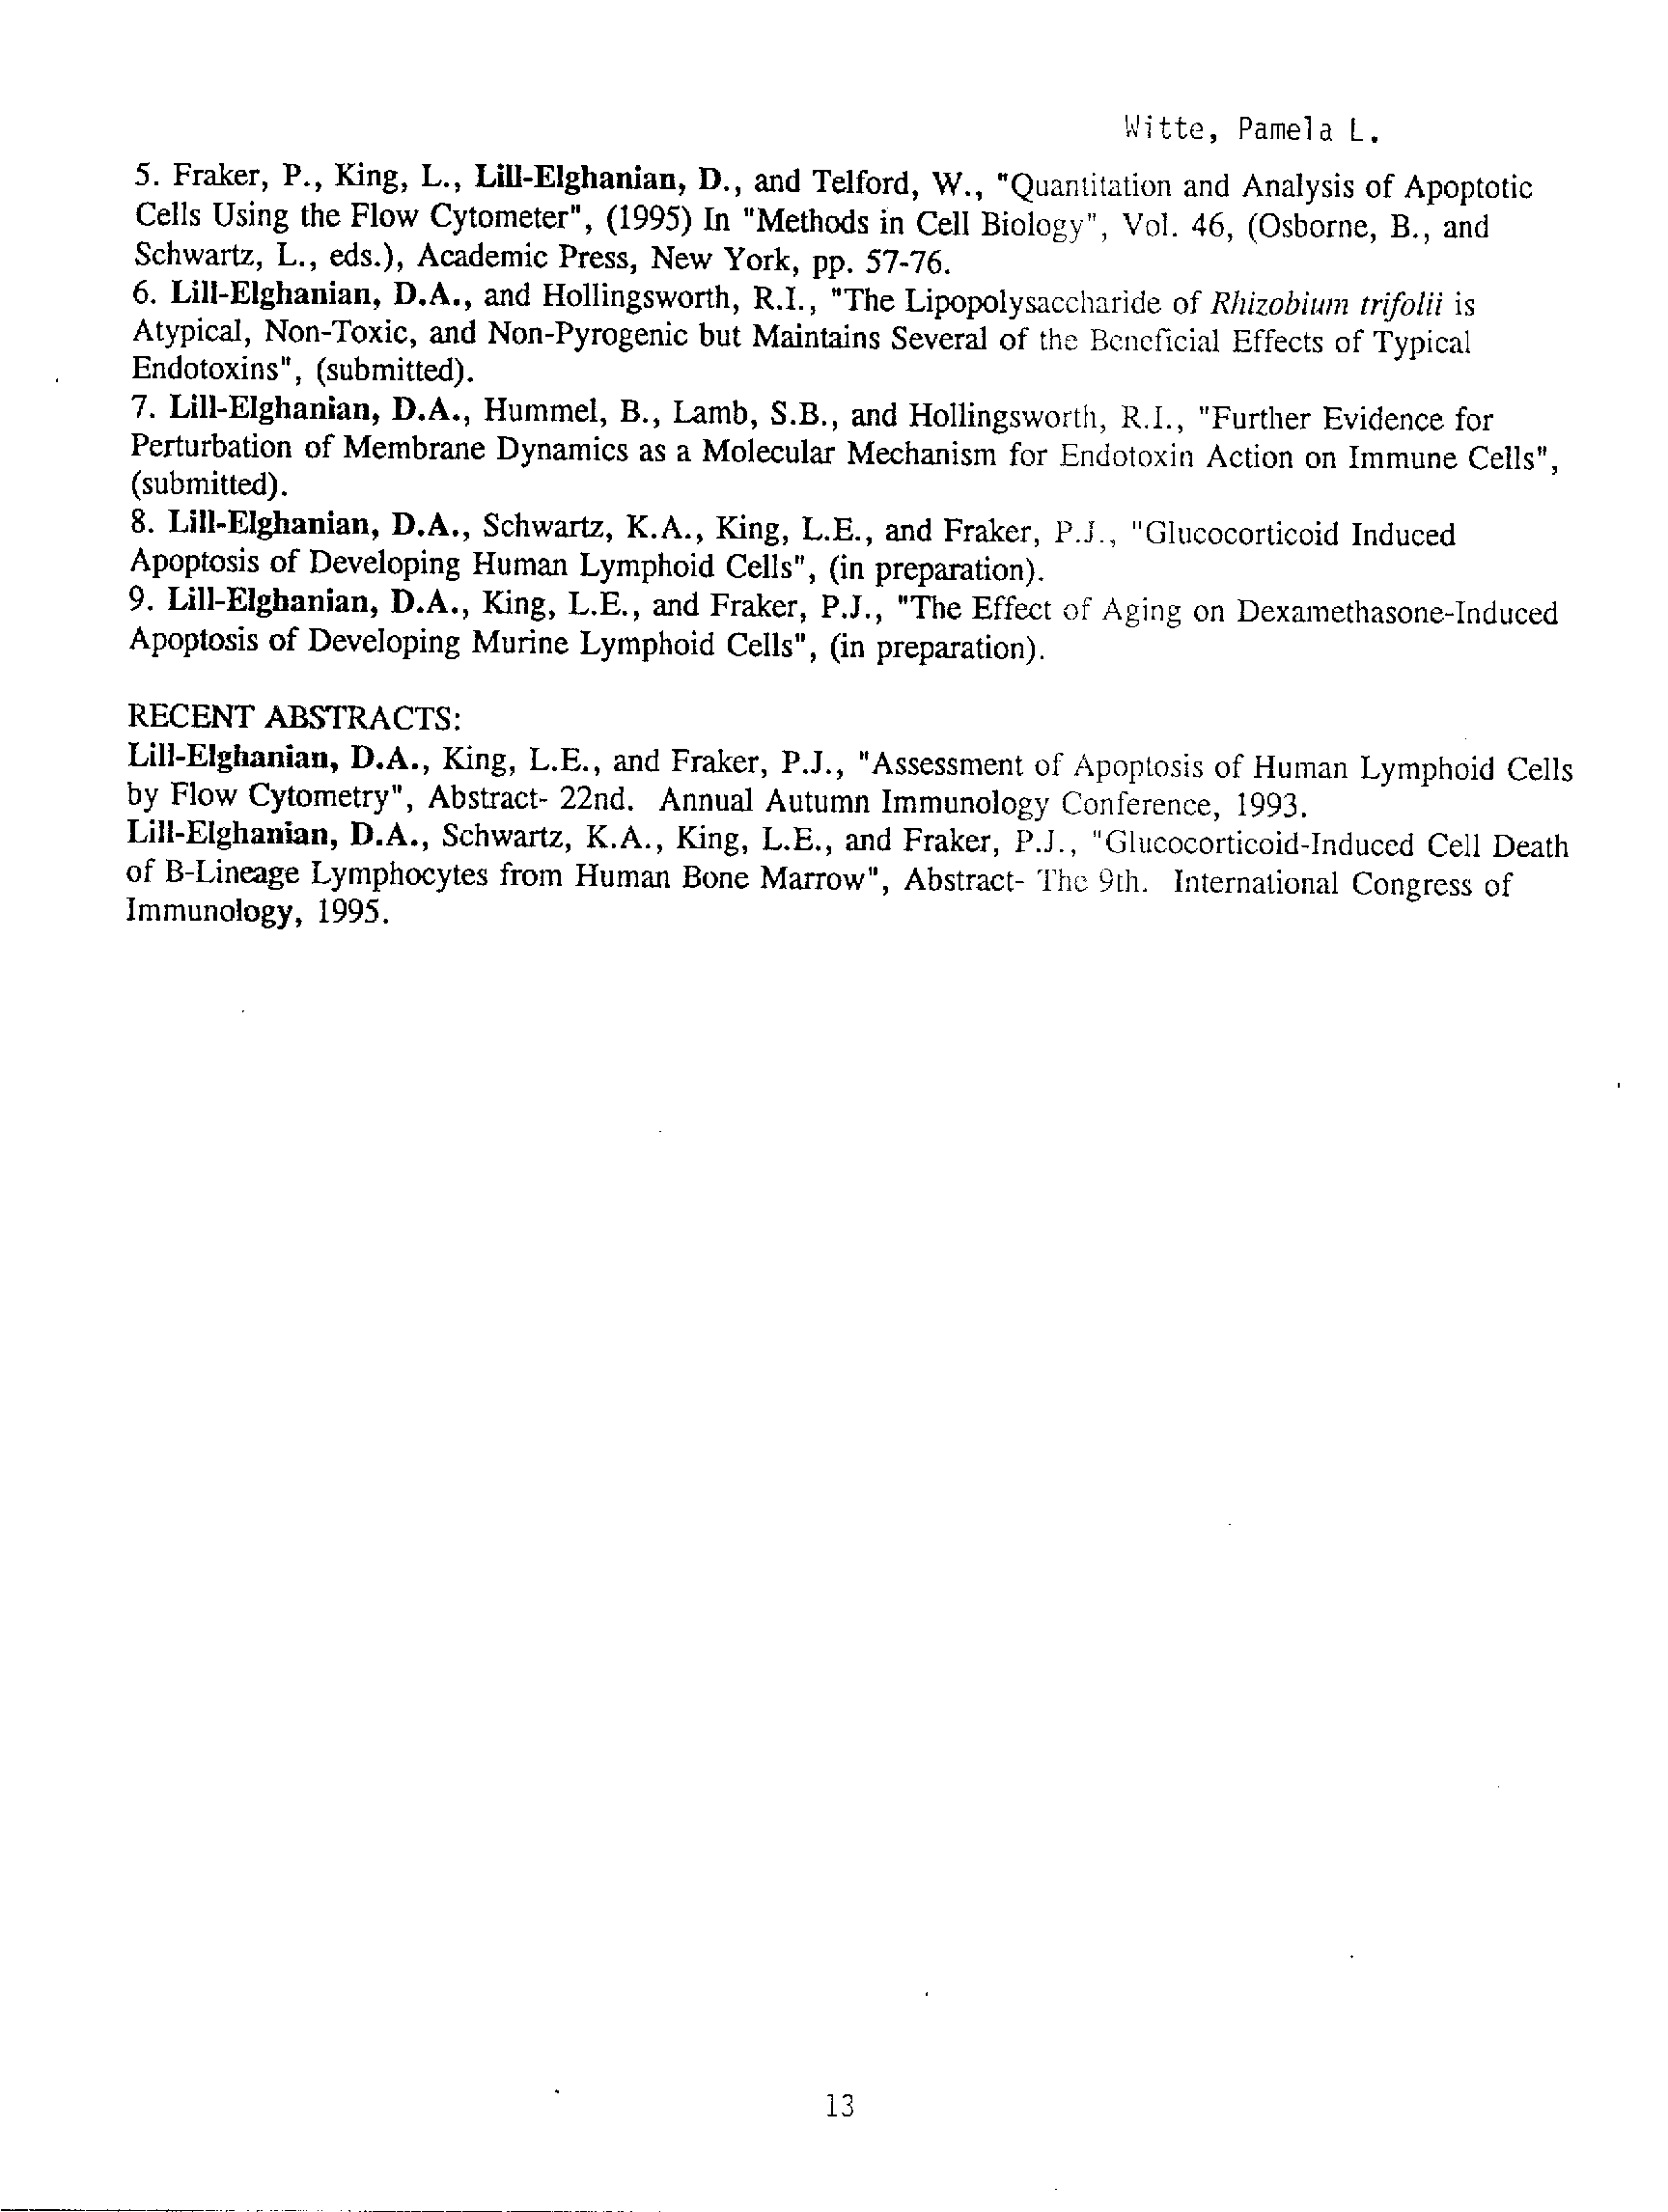 Witte, Pamela L.
5. Fraker, P., King, L., Lill-Elghanian, D., and Telford, W., "Quantitation and Analysis of Apoptotic
Cells Using the Flow Cytometer", (1995) In "Methods in Cell Biology", Vol. 46, (Osborne, B., and
Schwartz, L., eds.), Academic Press, New York, pp. 57-76.
6. Lill-Elghanian, D.A., and Hollingsworth, R.I., "The Lipopolysaccharide of Rhizobium trifolii is
Atypical, Non-Toxic, and Non-Pyrogenic but Maintains Several of the Beneficial Effects of Typical
Endotoxins", (submitted).
7. Lill-Elghanian, D.A., Hummel, B., Lamb, S.B., and Hollingsworth, R.I., "Further Evidence for
Perturbation of Membrane Dynamics as a Molecular Mechanism for Endotoxin Action on Immune Cells",
(submitted).
8. Lill-Elghanian, D.A., Schwartz, K.A., King, L.E., and Fraker, P.J., "Glucocorticoid Induced
Apoptosis of Developing Human Lymphoid Cells", (in preparation).
9. Lill-Elghanian, D.A., King, L.E., and Fraker, P.J., "The Effect of Aging on Dexamethasone-Induced
Apoptosis of Developing Murine Lymphoid Cells", (in preparation).
RECENT ABSTRACTS:
Lill-Elghanian, D.A., King, L.E., and Fraker, P.J., "Assessment of Apoptosis of Human Lymphoid Cells
by Flow Cytometry", Abstract- 22nd. Annual Autumn Immunology Conference, 1993.
Lill-Elghanian, D.A., Schwartz, K.A., King, L.E., and Fraker, P.J., "Glucocorticoid-Induced Cell Death
of B-Lineage Lymphocytes from Human Bone Marrow", Abstract- The 9th. International Congress of
Immunology, 1995.
13